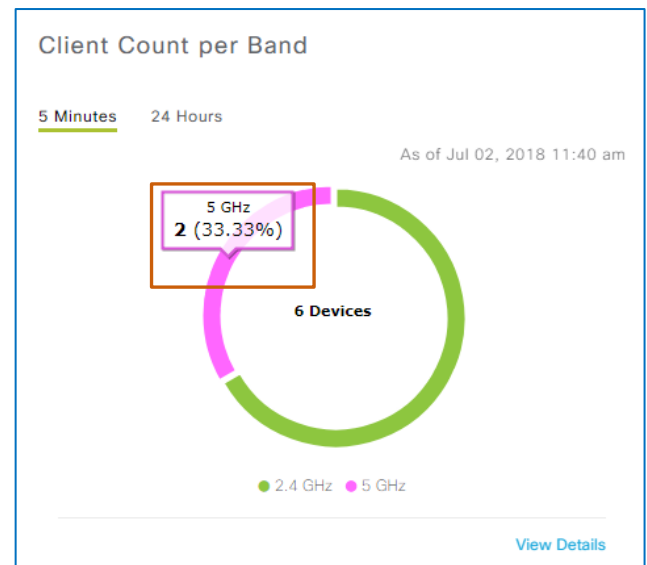 Client Count per Band
5 Minutes 24 Hours
As of Jul 02, 2018 11:40 am
5 GHz
2 (33.33%)
6 Devices
2.4 GHz 5 GHz
View Details